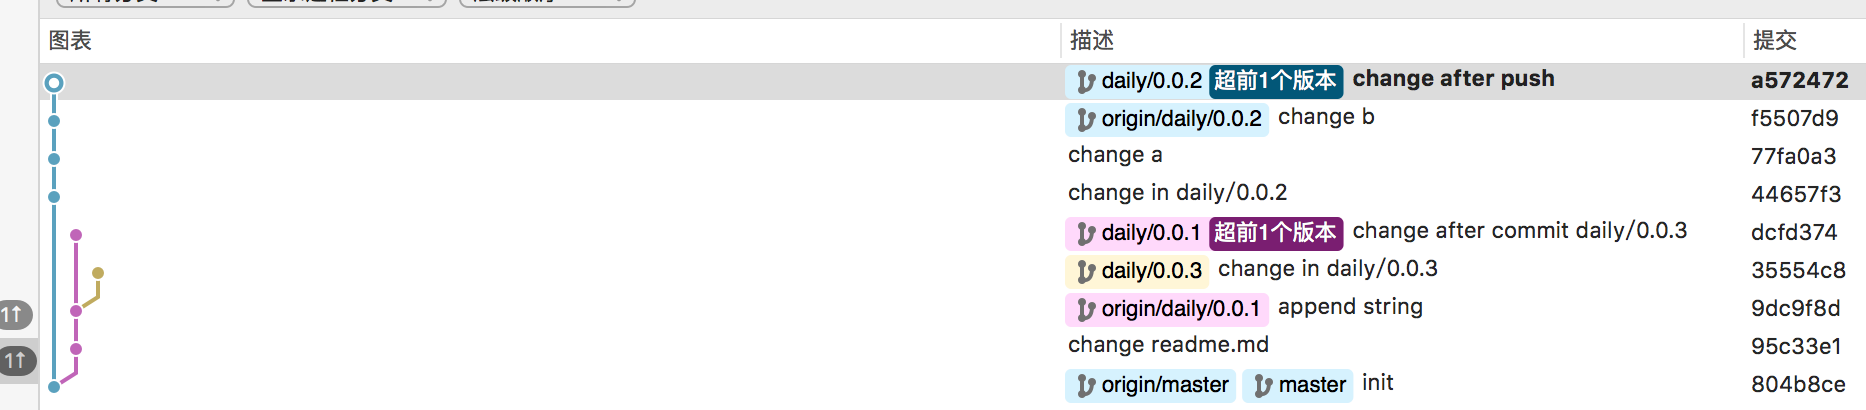 图表 描述 提交
daily/0.0.2 超前1个版本 change after push a572472
origin/daily/0.0.2 change b f5507d9
change a 77fa0a3
change in daily/0.0.2 44657f3
daily/0.0.1 超前1个版本 change after commit daily/0.0.3 dcfd374
daily/0.0.3 change in daily/0.0.3 35554c8
1↑ origin/daily/0.0.1 append string 9dc9f8d
change readme.md 95c33e1
1↑
origin/master master init 804b8ce